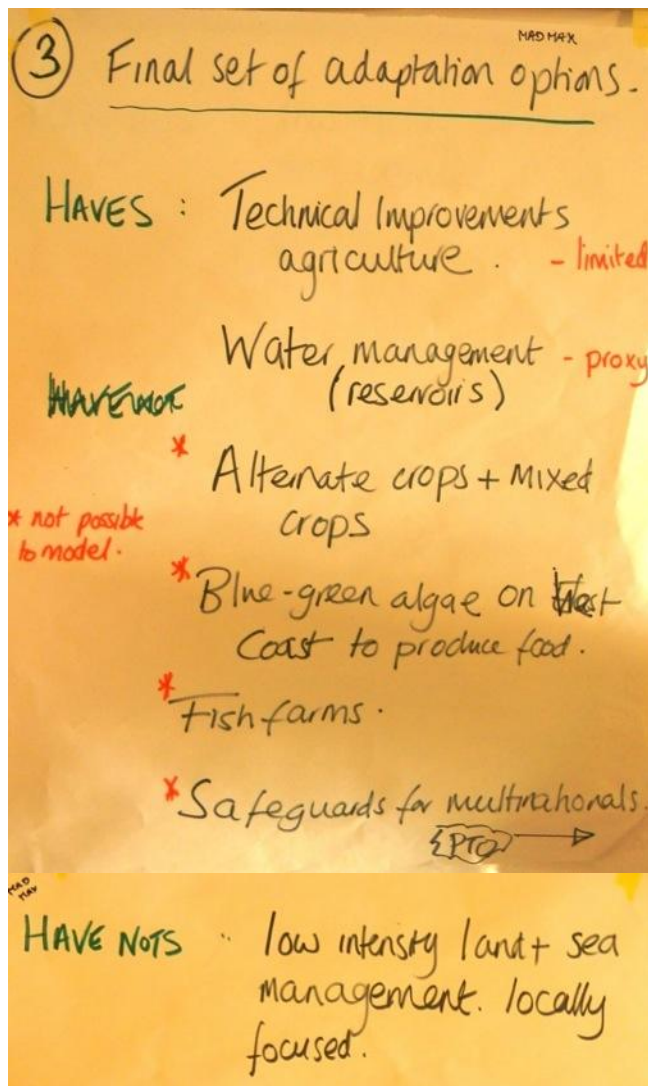 MAD MAX
3 Final set of adaptation options.
HAVES : Technical Improvements
agriculture. - limited
Water management - proxy
(reservoirs)
* Alternate crops + mixed
crops
* not possible
to model.
* Blue-green algae on West
Coast to produce food.
* Fish farms.
* Safeguards for multinationals.
PTO
MAD
MAX
HAVE NOTS : low intensity land + sea
management. locally
focused.